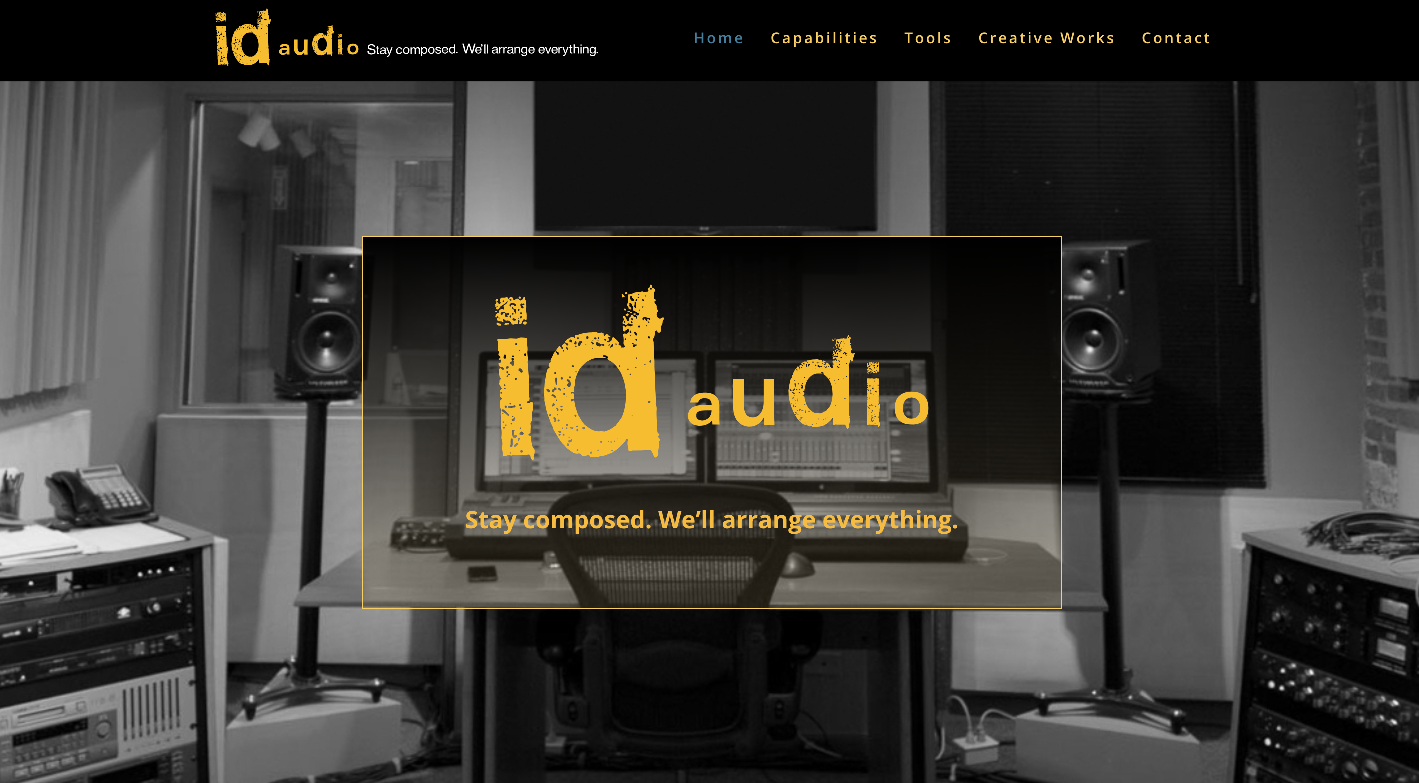 id audio Stay composed. We'll arrange everything.
Home Capabilities Tools Creative Works Contact
id audio
Stay composed. We’ll arrange everything.